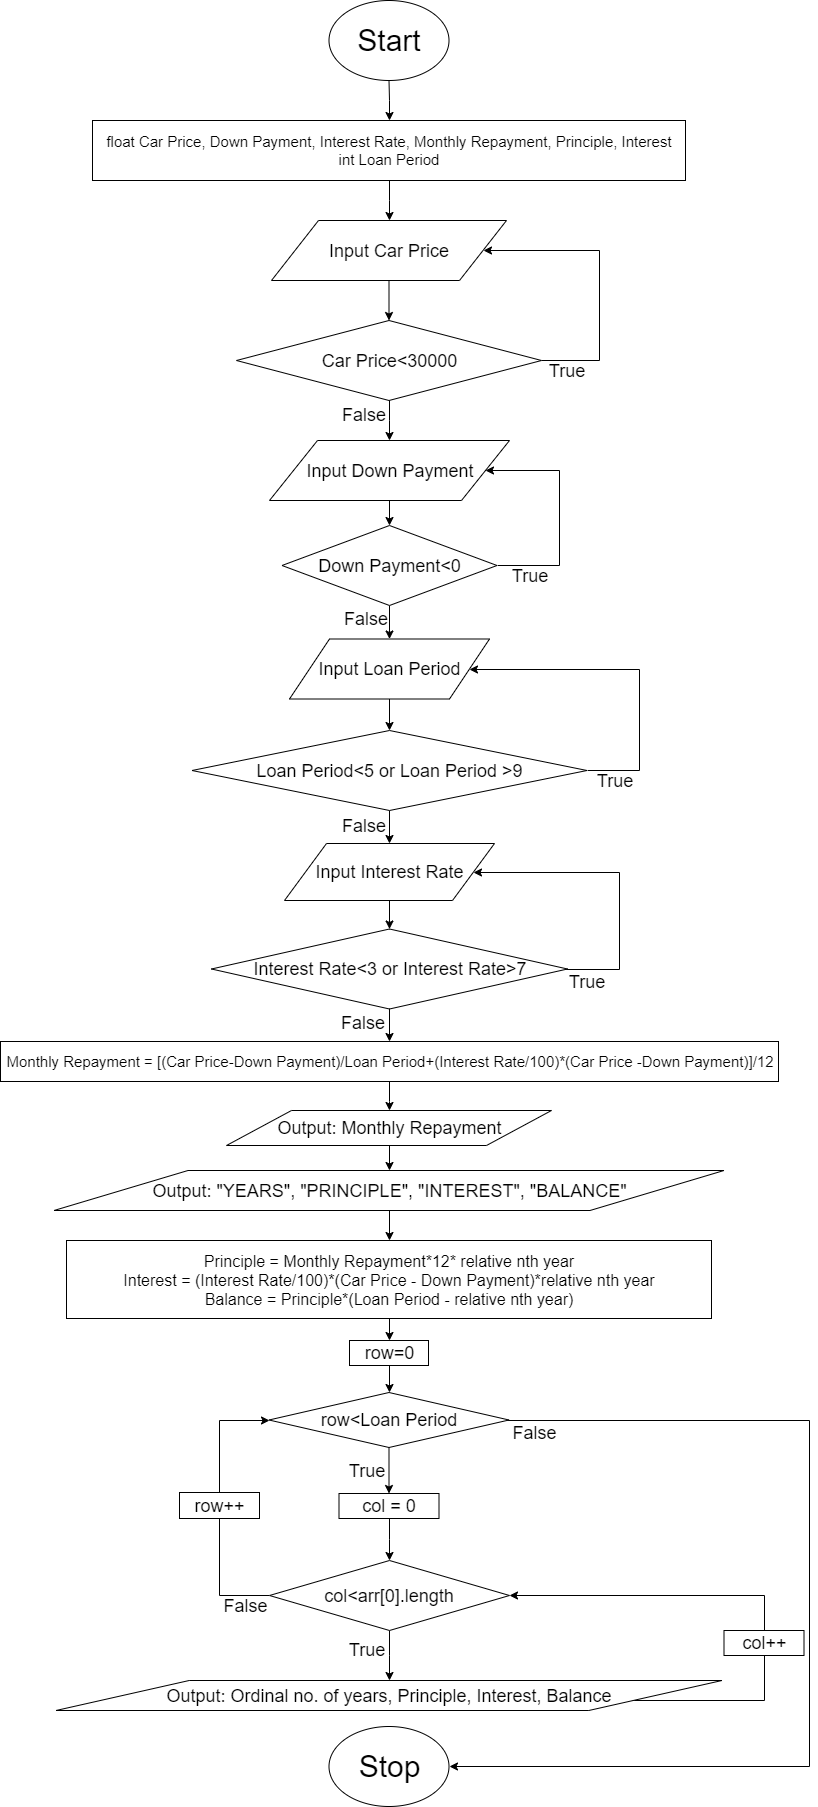 Start
float Car Price, Down Payment, Interest Rate, Monthly Repayment, Principle, Interest
int Loan Period
Input Car Price
Car Price<30000
True
False
Input Down Payment
Down Payment<0
True
False
Input Loan Period
Loan Period<5 or Loan Period >9
True
False
Input Interest Rate
Interest Rate<3 or Interest Rate>7
True
False
Monthly Repayment = [(Car Price-Down Payment)/Loan Period+(Interest Rate/100)*(Car Price -Down Payment)]/12
Output: Monthly Repayment
Output: "YEARS", "PRINCIPLE", "INTEREST", "BALANCE"
Principle = Monthly Repayment*12* relative nth year
Interest = (Interest Rate/100)*(Car Price - Down Payment)*relative nth year
Balance = Principle*(Loan Period - relative nth year)
row=0
row<Loan Period
False
True
row++
col = 0
col<arr[0].length
False
col++
True
Output: Ordinal no. of years, Principle, Interest, Balance
Stop